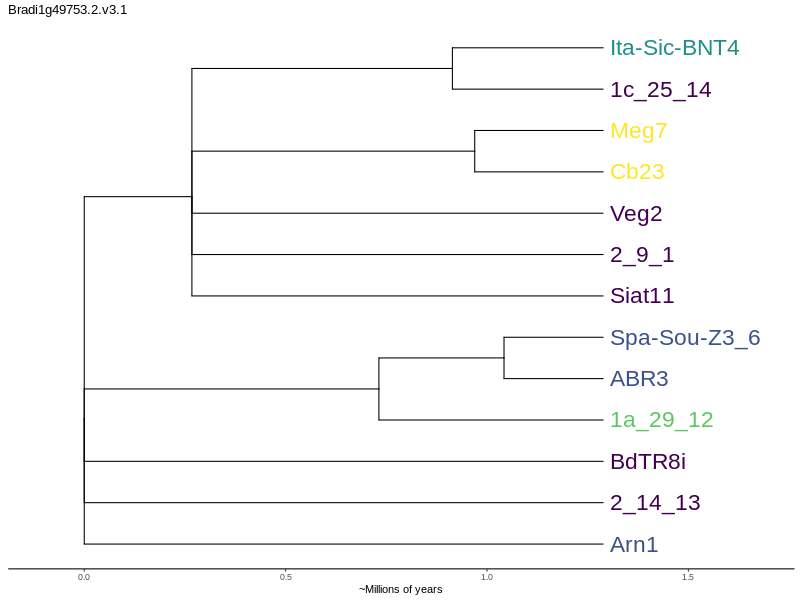 Bradi1g49753.2.v3.1
Ita-Sic-BNT4
1c_25_14
Meg7
Cb23
Veg2
2_9_1
Siat11
Spa-Sou-Z3_6
ABR3
1a_29_12
BdTR8i
2_14_13
Arn1
0.0 0.5 1.0 1.5
~Millions of years